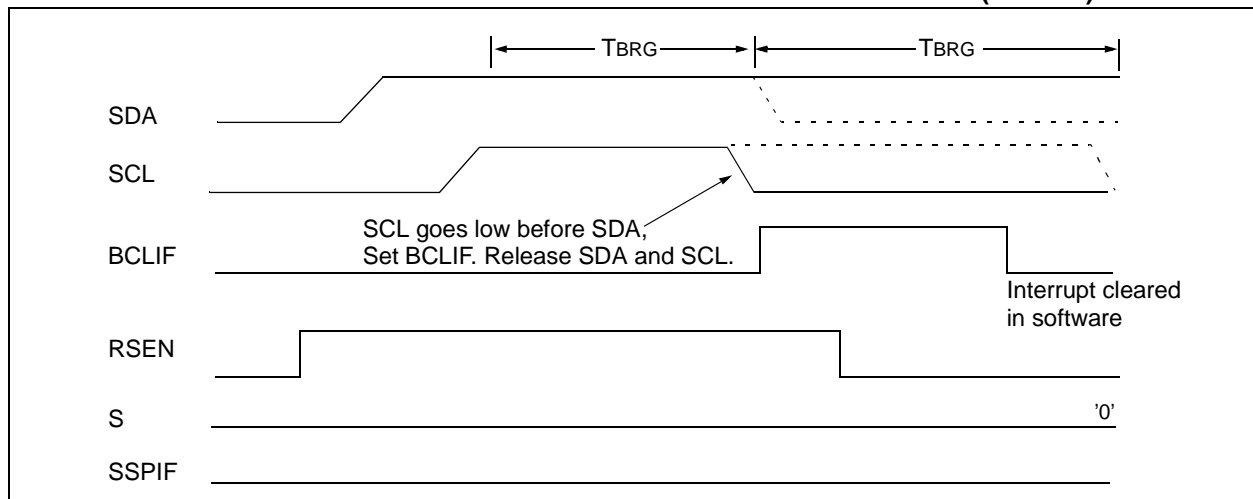 TBRG TBRG
SDA
SCL
SCL goes low before SDA,
Set BCLIF. Release SDA and SCL.
BCLIF
Interrupt cleared
in software
RSEN
S '0'
SSPIF